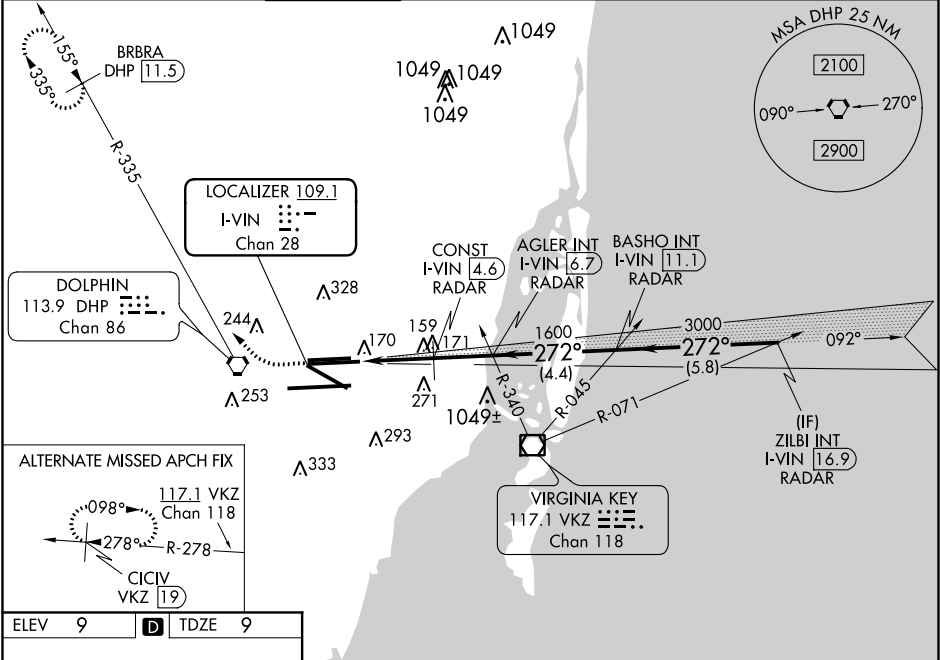 BRBRA
DHP 11.5
155°
335°
R-335
1049
1049
1049
1049
MSA DHP 25 NM
2100
090°
270°
2900
LOCALIZER 109.1
I-VIN
Chan 28
DOLPHIN
113.9 DHP
Chan 86
CONST
I-VIN 4.6
RADAR
AGLER INT
I-VIN 6.7
RADAR
BASHO INT
I-VIN 11.1
RADAR
328
244
170
159
171
1600
272°
(4.4)
3000
272°
(5.8)
092°
253
271
1049±
R-340
R-045
R-071
293
333
(IF)
ZILBI INT
I-VIN 16.9
RADAR
VIRGINIA KEY
117.1 VKZ
Chan 118
ALTERNATE MISSED APCH FIX
117.1 VKZ
Chan 118
098°
278°
R-278
CICIV
VKZ 19
ELEV 9 D TDZE 9